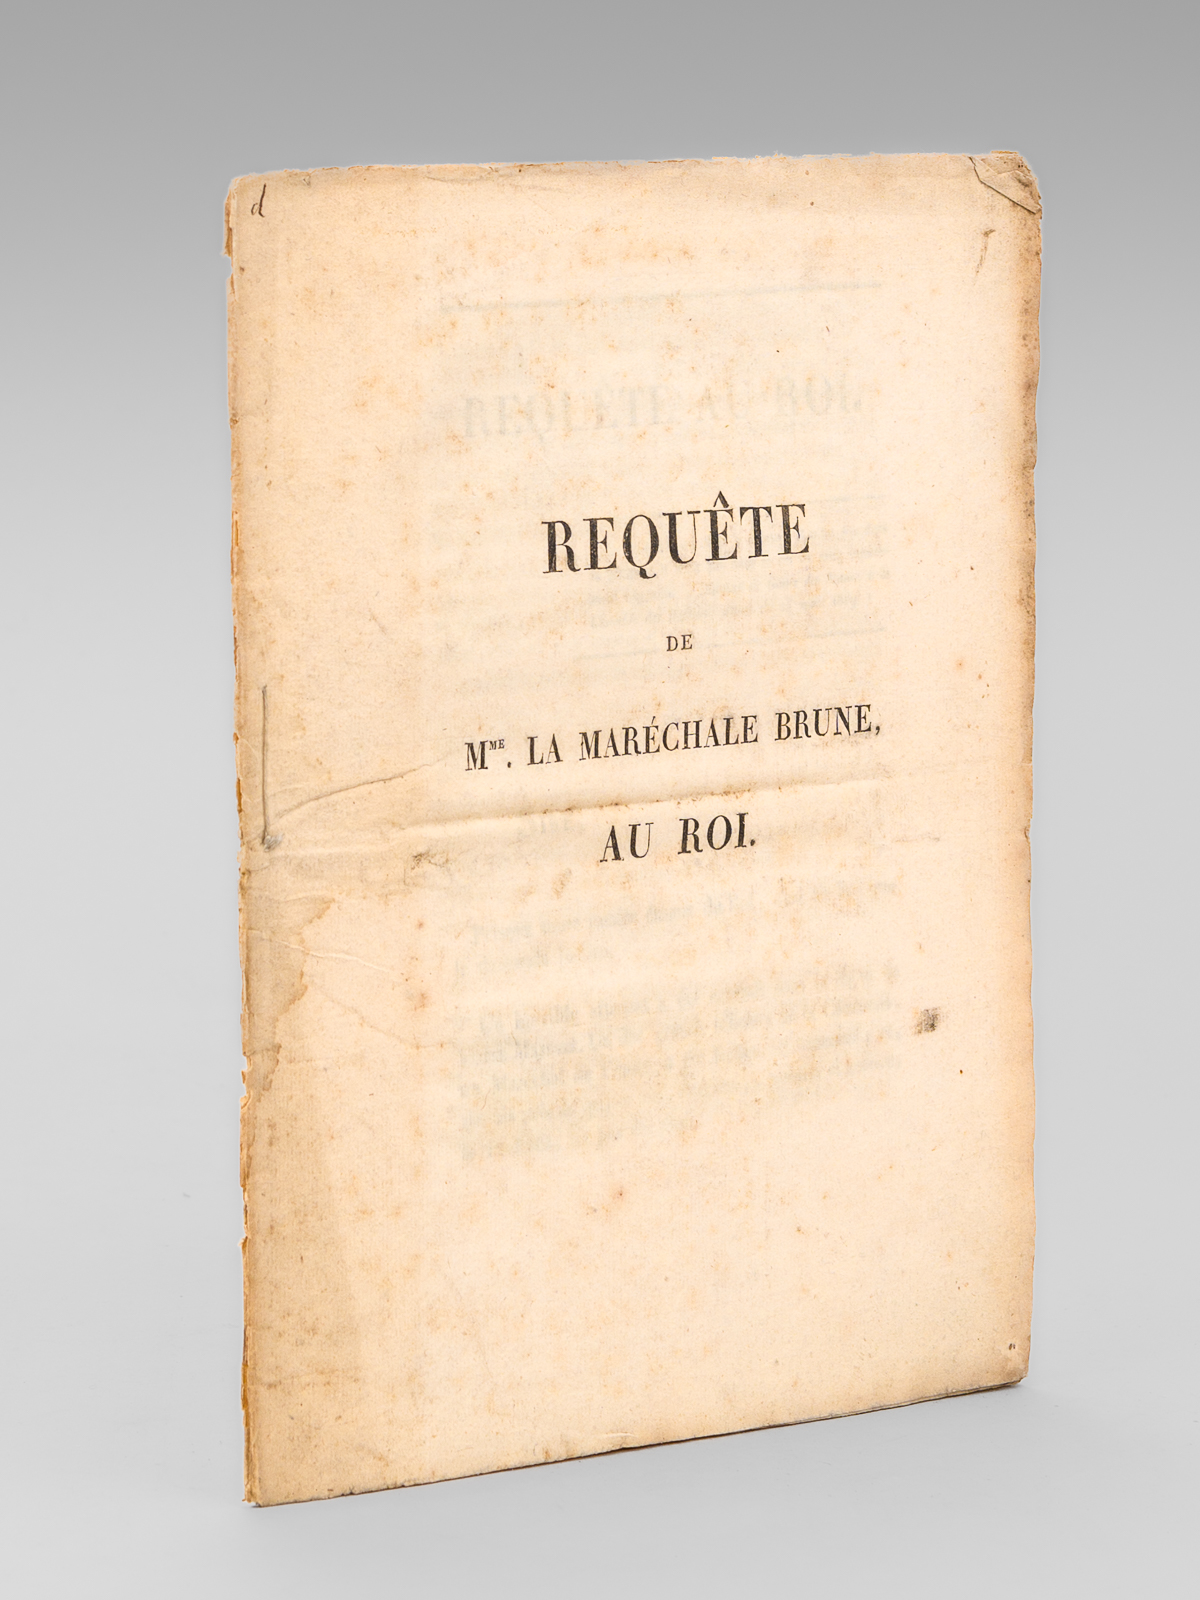 d
REQUÊTE
DE
Mme. LA MARÉCHALE BRUNE,
AU ROI.